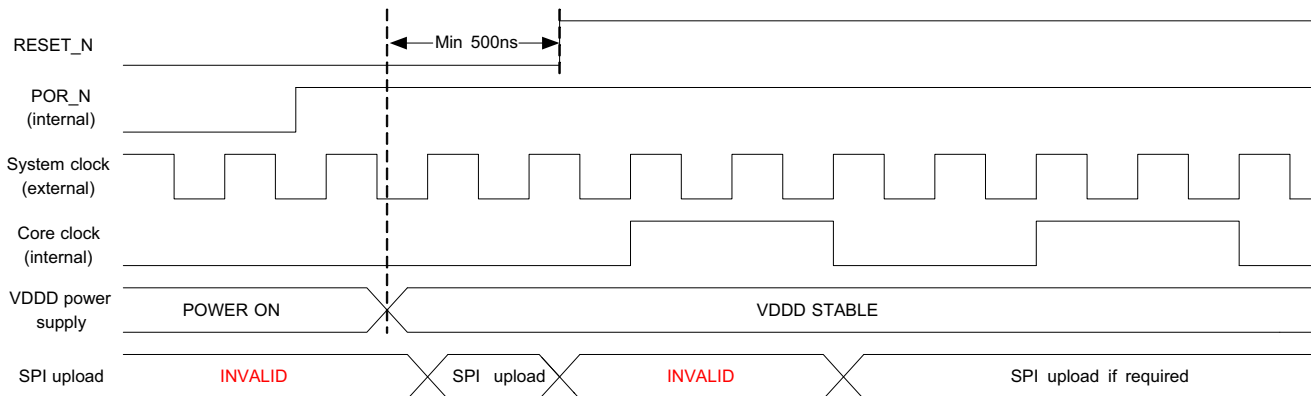 RESET_N
Min 500ns
POR_N
(internal)
System clock
(external)
Core clock
(internal)
VDDD power
supply
POWER ON
VDDD STABLE
SPI upload
INVALID
SPI upload
INVALID
SPI upload if required